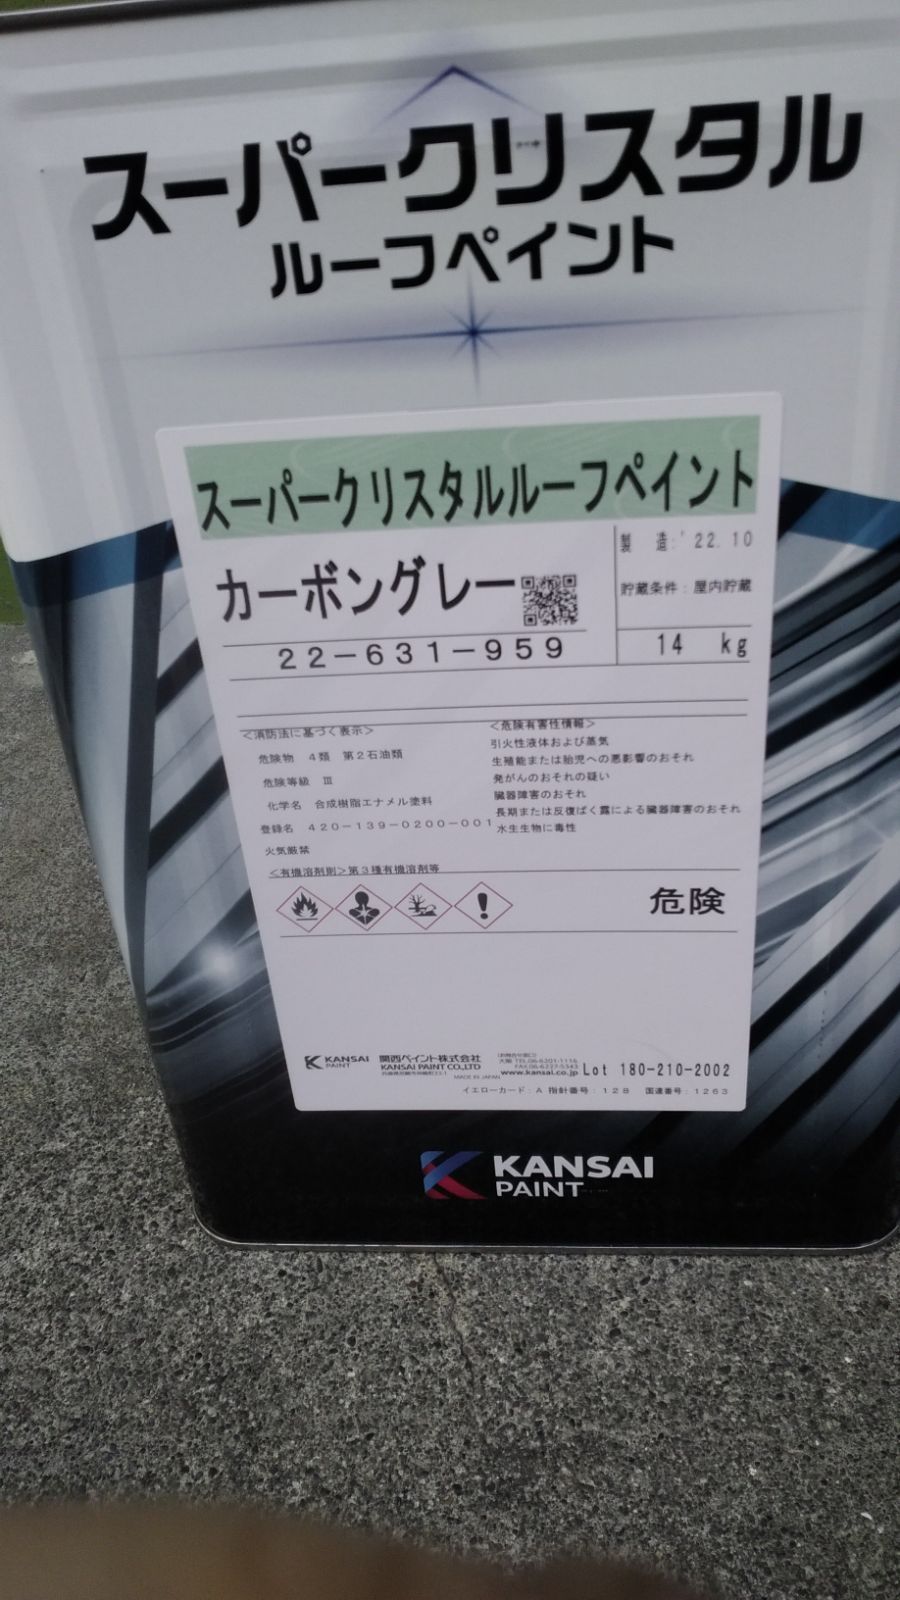 スーパークリスタル
ルーフペイント
スーパークリスタルルーフペイント
カーボングレー
22-631-959
製 造:'22.10
貯蔵条件:屋内貯蔵
14 kg
<消防法に基づく表示>
危険物 4類 第2石油類
危険等級 Ⅲ
化学名 合成樹脂エナメル塗料
登録名 420-139-0200-001
火気厳禁
<有機溶剤則>第3種有機溶剤等
<危険有害性情報>
引火性液体および蒸気
生殖能または胎児への悪影響のおそれ
発がんのおそれの疑い
臓器障害のおそれ
長期または反復ばく露による臓器障害のおそれ
水生生物に毒性
危険
KANSAI
PAINT
関西ペイント株式会社
KANSAI PAINT CO.,LTD
MADE IN JAPAN
大阪 TEL.06-6201-1116
FAX.06-6227-5343
www.kansai.co.jp
Lot 180-210-2002
イエローカード:A 指針番号:128 国連番号:1263
KANSAI
PAINT